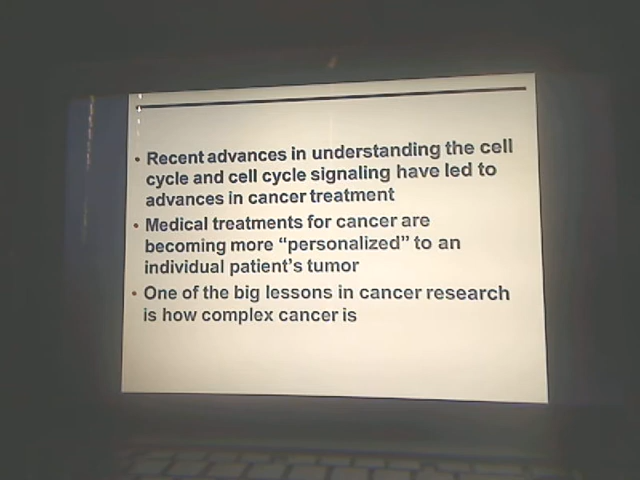 • Recent advances in understanding the cell
cycle and cell cycle signaling have led to
advances in cancer treatment
• Medical treatments for cancer are
becoming more “personalized” to an
individual patient’s tumor
• One of the big lessons in cancer research
is how complex cancer is